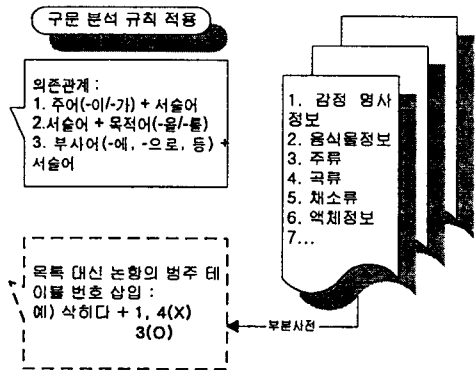 구문 분석 규칙 적용
의존관계 :
1. 주어(-이/-가) + 서술어
2.서술어 + 목적어(-을/-를)
3. 부사어(-에, -으로, 등) +
서술어
1. 감정 명사
정보
2. 음식물정보
3. 주류
4. 곡류
5. 채소류
6. 액체정보
7...
목록 대신 논항의 범주 테
이블 번호 삽입 :
예) 삭히다 + 1, 4(X)
3(O)
부본사전